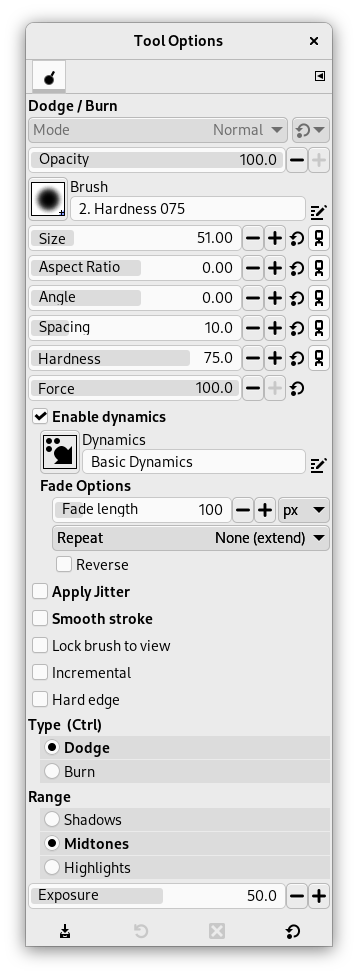 Tool Options
Dodge / Burn
Mode Normal
Opacity 100.0
Brush
2. Hardness 075
Size 51.00
Aspect Ratio 0.00
Angle 0.00
Spacing 10.0
Hardness 75.0
Force 100.0
Enable dynamics
Dynamics
Basic Dynamics
Fade Options
Fade length 100 px
Repeat None (extend)
Reverse
Apply Jitter
Smooth stroke
Lock brush to view
Incremental
Hard edge
Type (Ctrl)
Dodge
Burn
Range
Shadows
Midtones
Highlights
Exposure 50.0